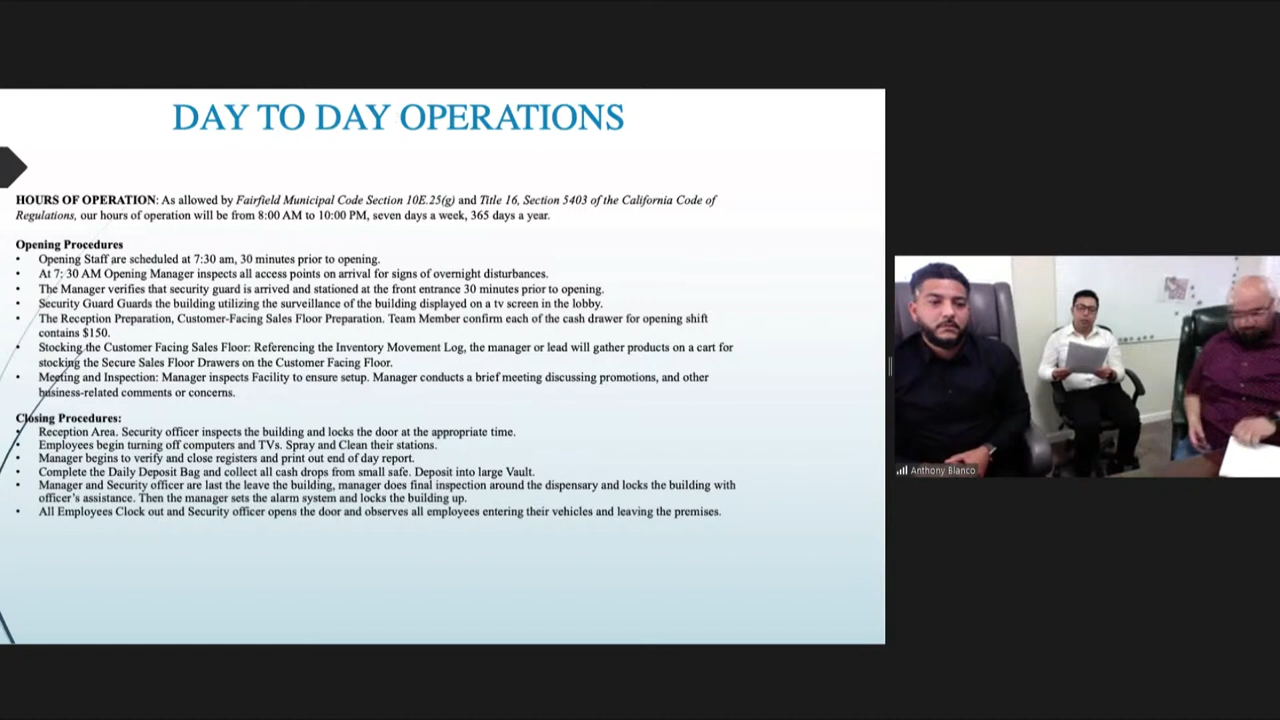 DAY TO DAY OPERATIONS
HOURS OF OPERATION: As allowed by Fairfield Municipal Code Section 10E.25(g) and Title 16, Section 5403 of the California Code of
Regulations, our hours of operation will be from 8:00 AM to 10:00 PM, seven days a week, 365 days a year.
Opening Procedures
• Opening Staff are scheduled at 7:30 am, 30 minutes prior to opening.
• At 7: 30 AM Opening Manager inspects all access points on arrival for signs of overnight disturbances.
• The Manager verifies that security guard is arrived and stationed at the front entrance 30 minutes prior to opening.
• Security Guard Guards the building utilizing the surveillance of the building displayed on a tv screen in the lobby.
• The Reception Preparation, Customer-Facing Sales Floor Preparation. Team Member confirm each of the cash drawer for opening shift
contains $150.
• Stocking the Customer Facing Sales Floor: Referencing the Inventory Movement Log, the manager or lead will gather products on a cart for
stocking the Secure Sales Floor Drawers on the Customer Facing Floor.
• Meeting and Inspection: Manager inspects Facility to ensure setup. Manager conducts a brief meeting discussing promotions, and other
business-related comments or concerns.
Closing Procedures:
• Reception Area. Security officer inspects the building and locks the door at the appropriate time.
• Employees begin turning off computers and TVs. Spray and Clean their stations.
• Manager begins to verify and close registers and print out end of day report.
• Complete the Daily Deposit Bag and collect all cash drops from small safe. Deposit into large Vault.
• Manager and Security officer are last the leave the building, manager does final inspection around the dispensary and locks the building with
officer's assistance. Then the manager sets the alarm system and locks the building up.
• All Employees Clock out and Security officer opens the door and observes all employees entering their vehicles and leaving the premises.
Anthony Blanco